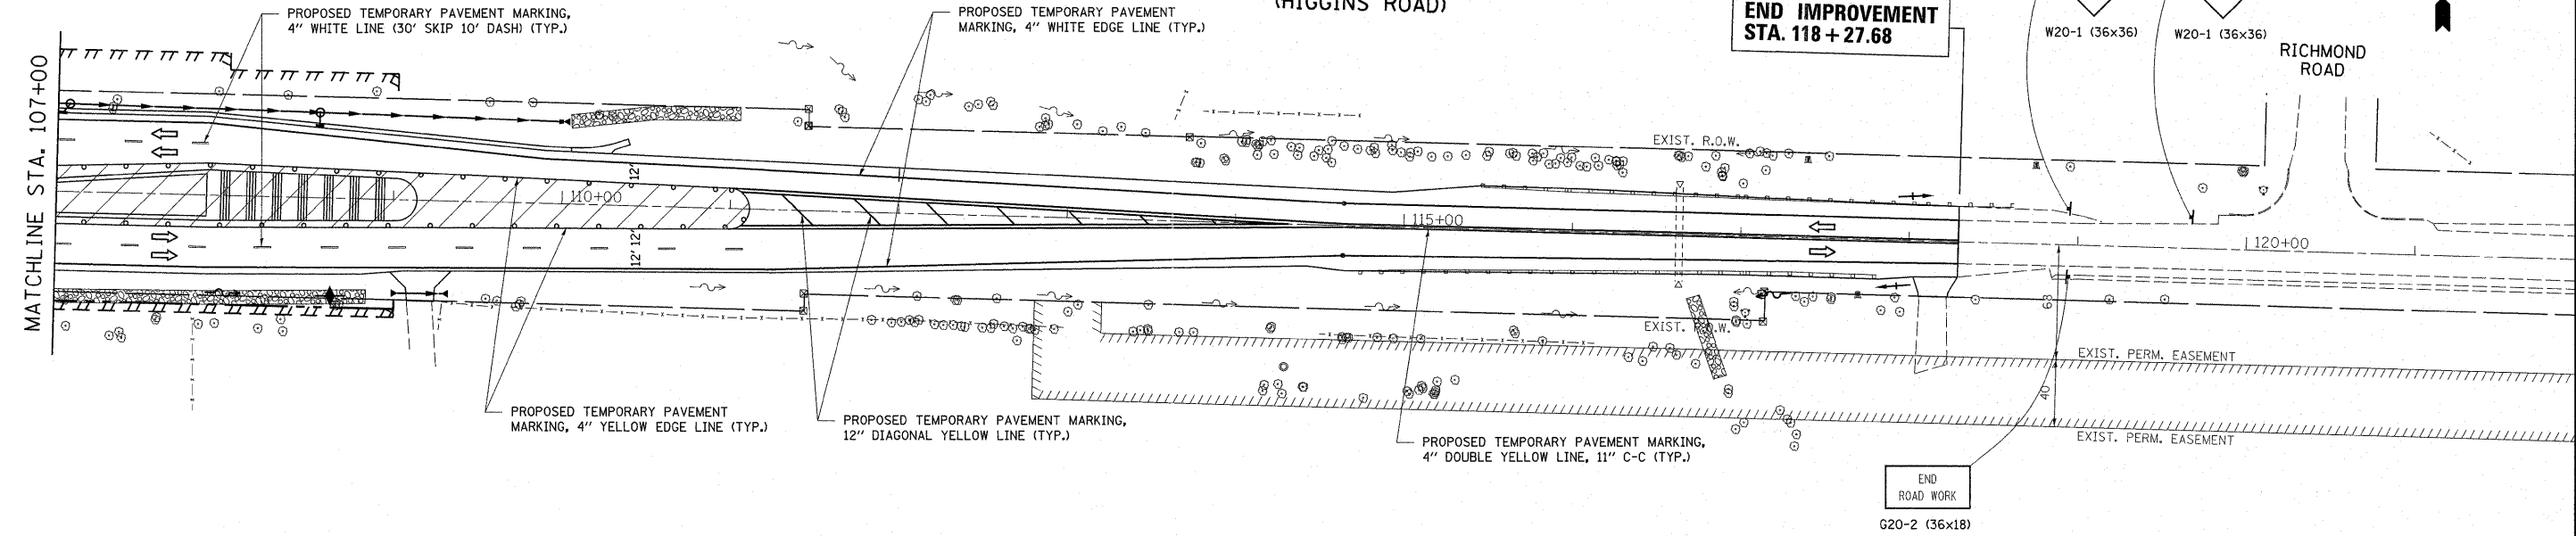 (HIGGINS ROAD)
PROPOSED TEMPORARY PAVEMENT MARKING,
4" WHITE LINE (30' SKIP 10' DASH) (TYP.)
PROPOSED TEMPORARY PAVEMENT
MARKING, 4" WHITE EDGE LINE (TYP.)
END IMPROVEMENT
STA. 118+27.68
W20-1 (36x36)
W20-1 (36x36)
RICHMOND
ROAD
MATCHLINE STA. 107+00
EXIST. R.O.W.
12'
110+00
115+00
120+00
12'
12'
63
EXIST. R.O.W.
EXIST. PERM. EASEMENT
40
EXIST. PERM. EASEMENT
PROPOSED TEMPORARY PAVEMENT
MARKING, 4" YELLOW EDGE LINE (TYP.)
PROPOSED TEMPORARY PAVEMENT MARKING,
12" DIAGONAL YELLOW LINE (TYP.)
PROPOSED TEMPORARY PAVEMENT MARKING,
4" DOUBLE YELLOW LINE, 11" C-C (TYP.)
END
ROAD WORK
G20-2 (36x18)